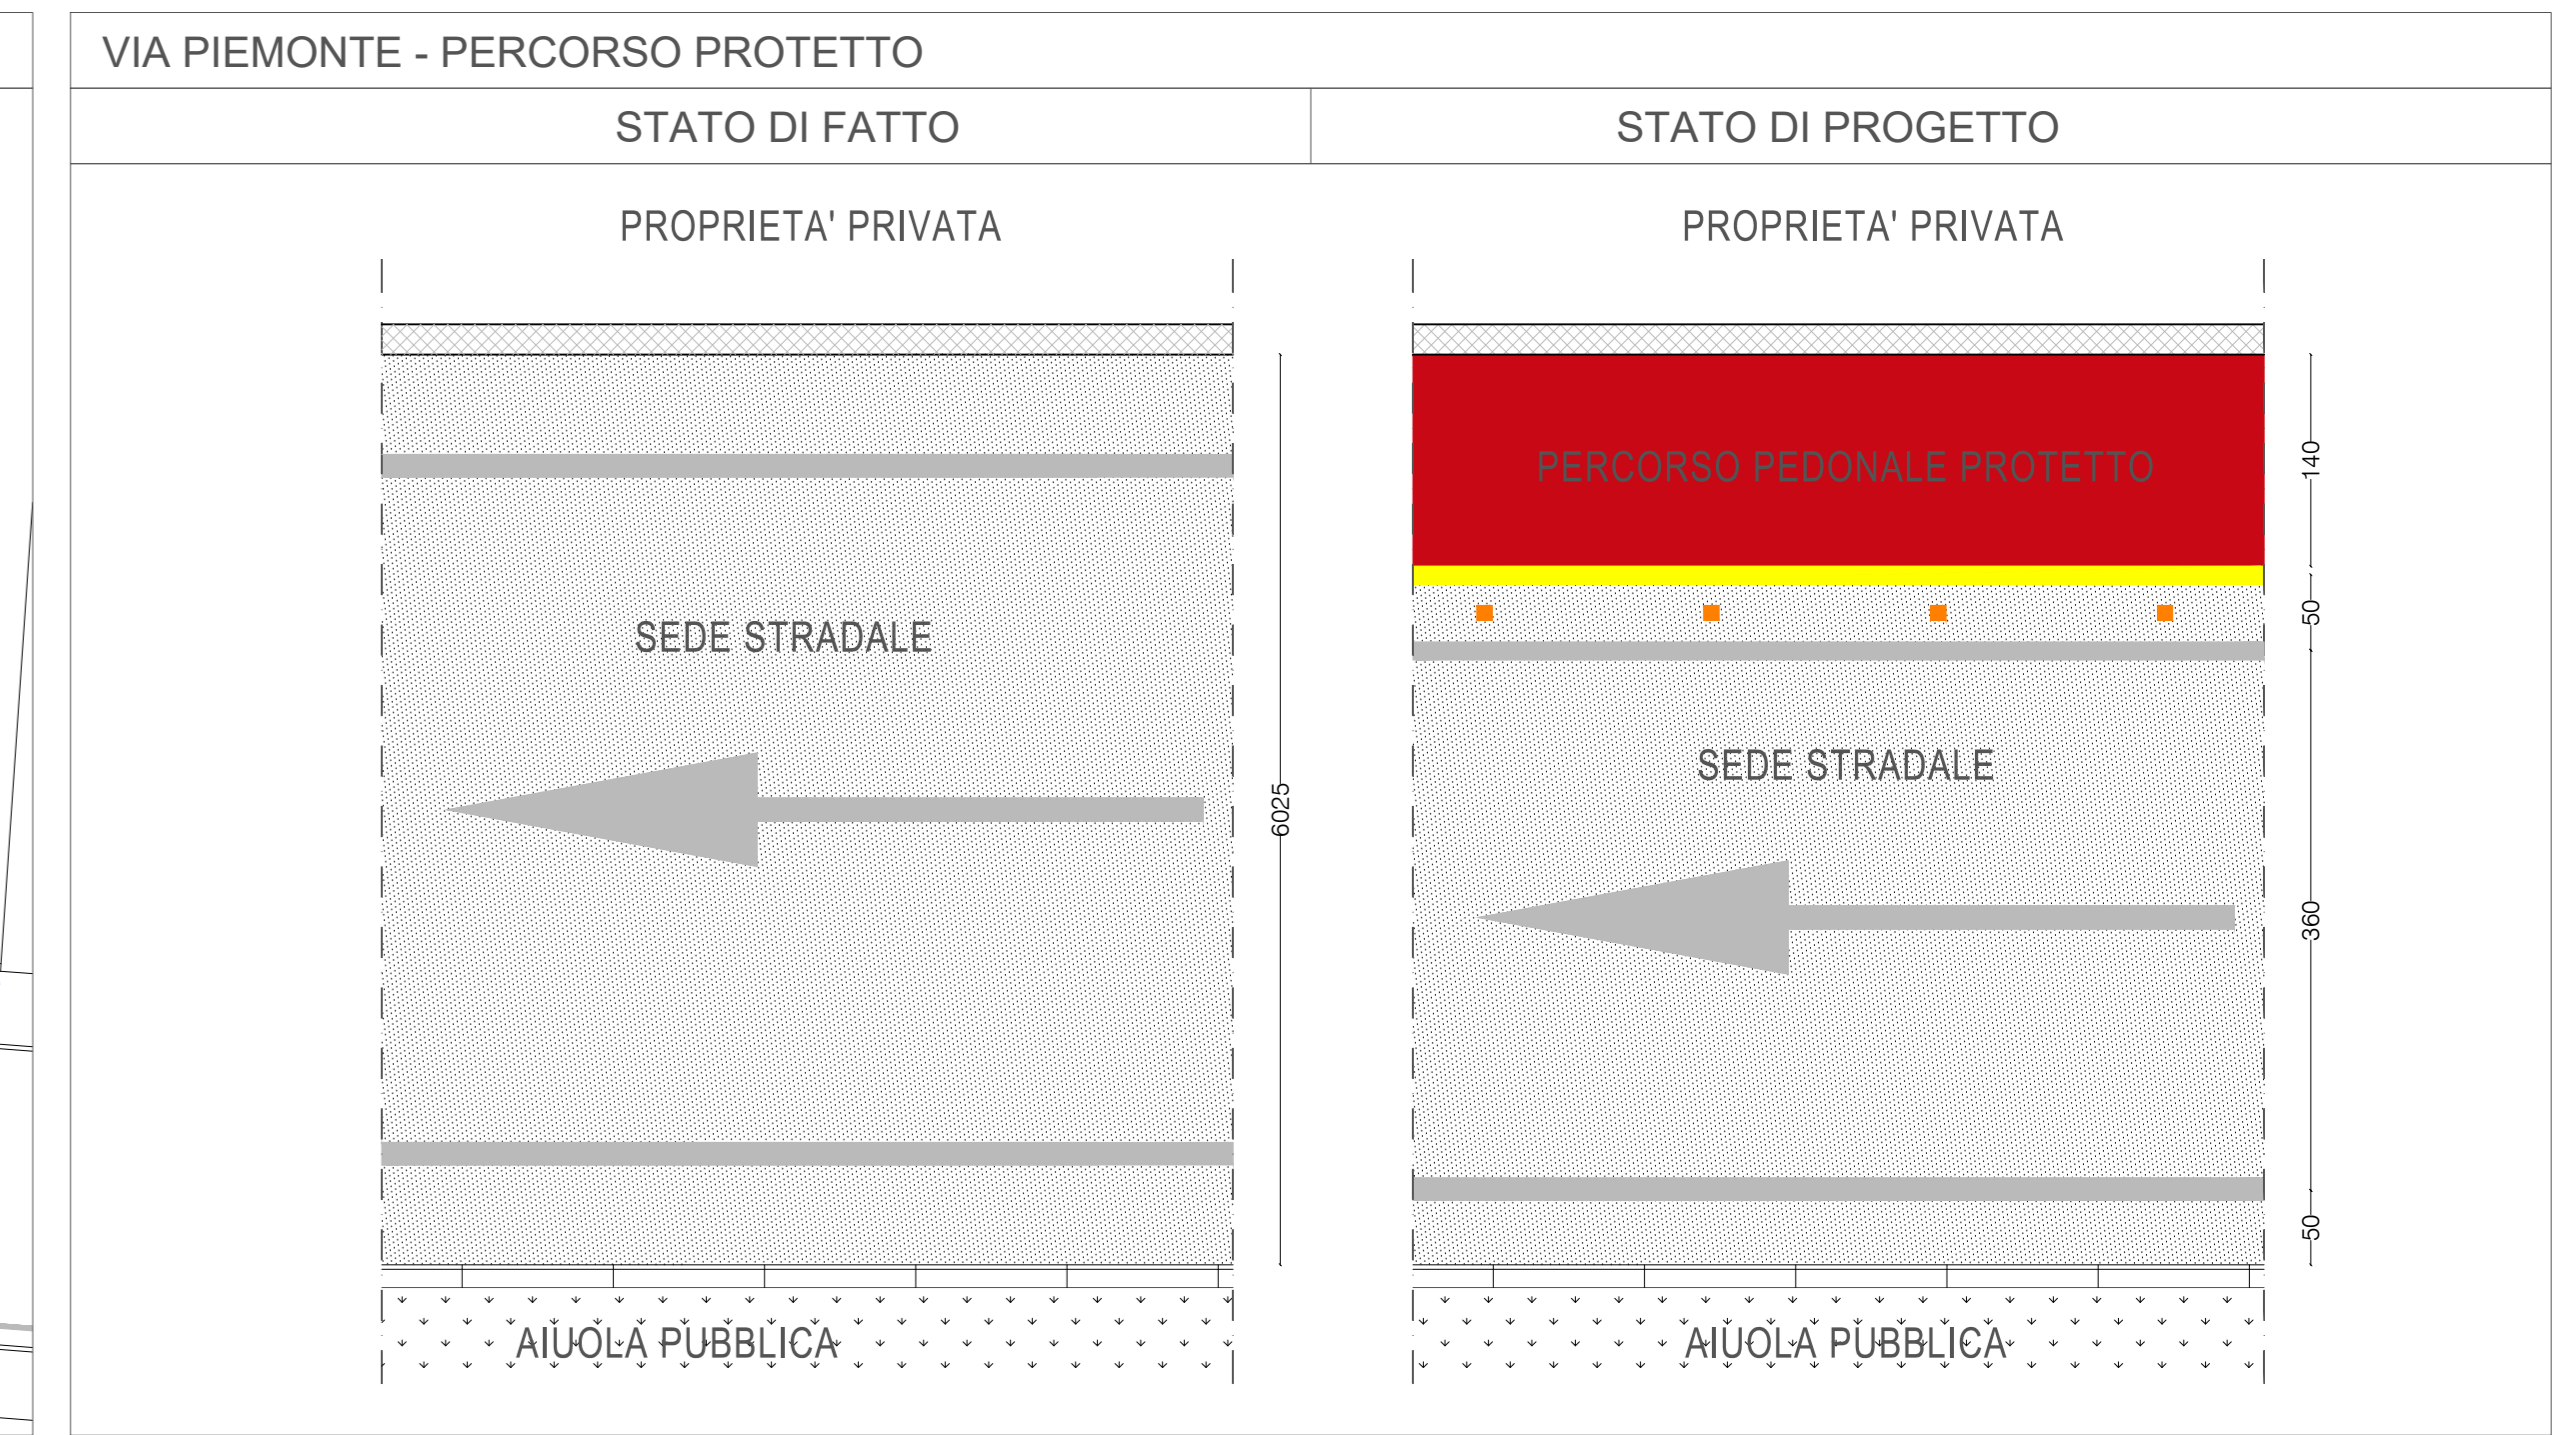 VIA PIEMONTE - PERCORSO PROTETTO
STATO DI FATTO
STATO DI PROGETTO
PROPRIETA' PRIVATA
SEDE STRADALE
6025
AIUOLA PUBBLICA
PROPRIETA' PRIVATA
PERCORSO PEDONALE PROTETTO
140
50
SEDE STRADALE
360
50
AIUOLA PUBBLICA